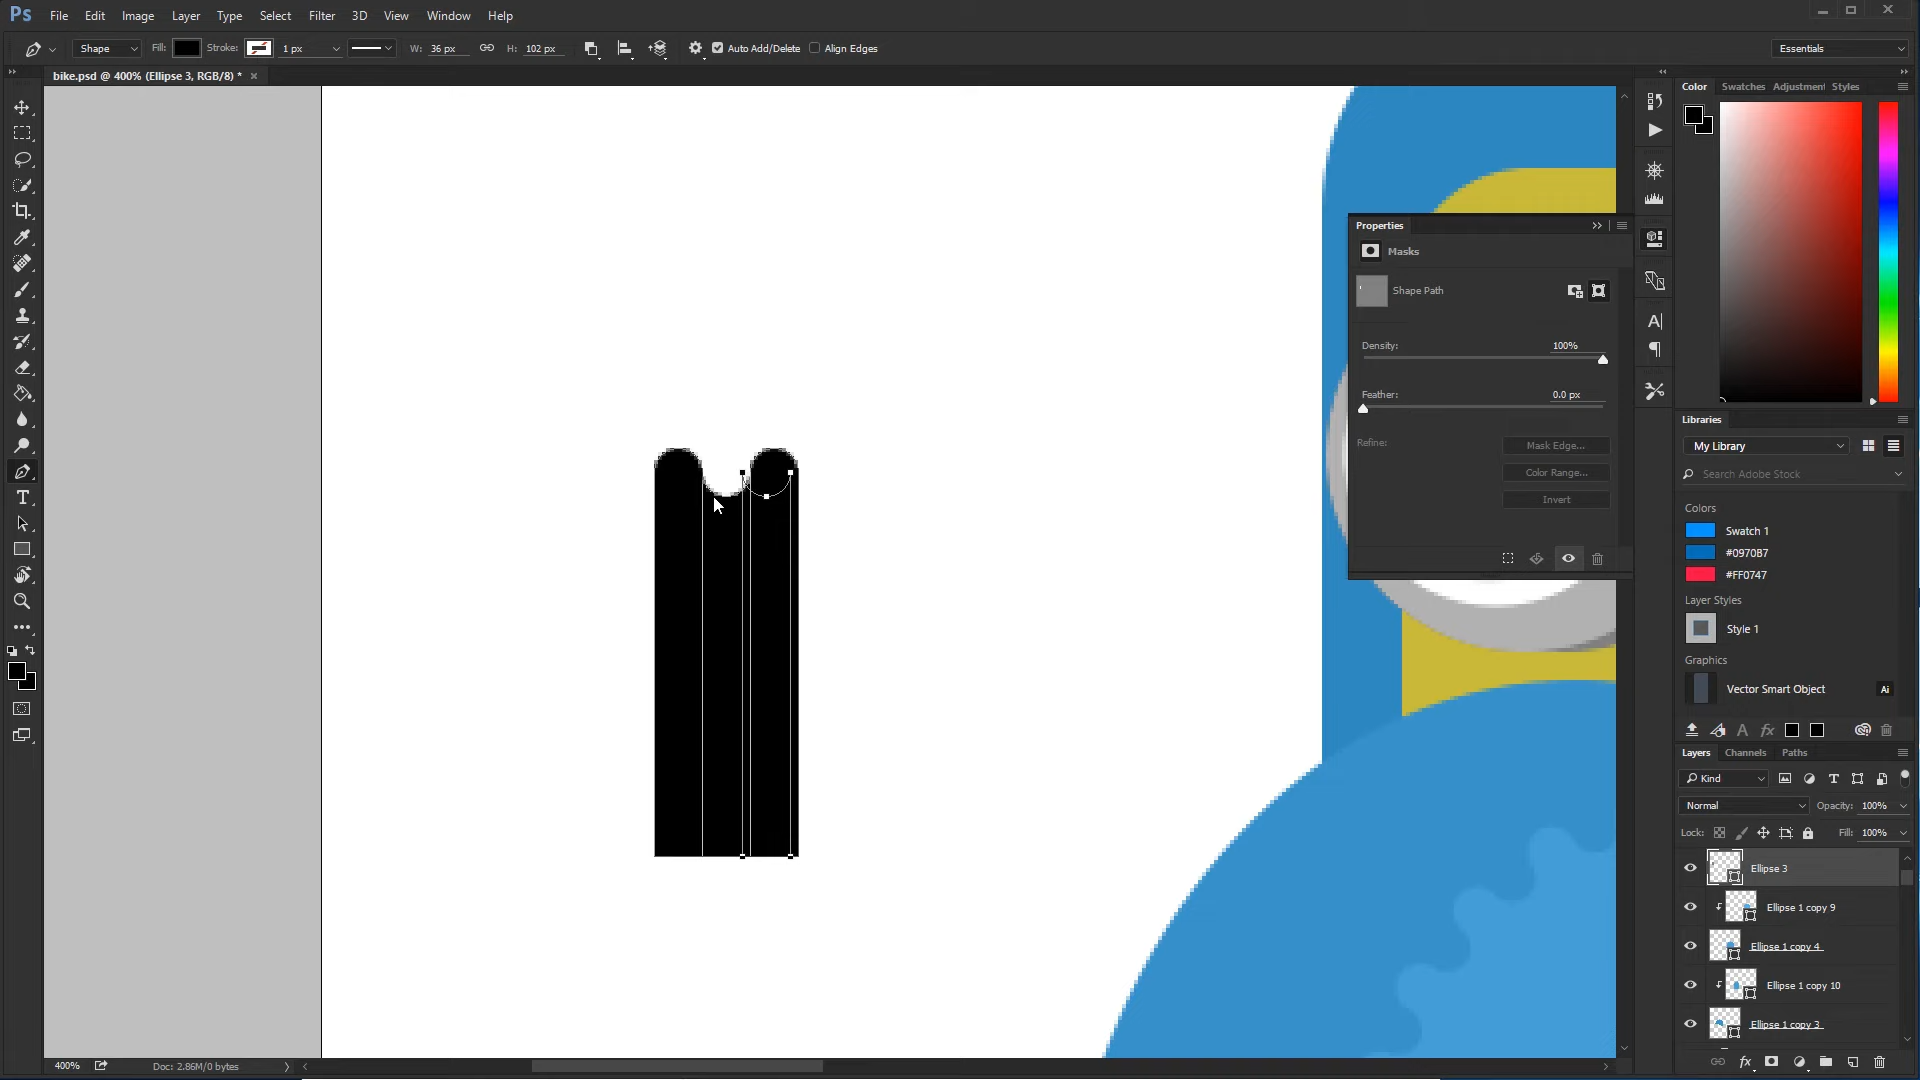 Ps File Edit Image Layer Type Select Filter 3D View Window Help
Shape Fill: Stroke: 1 px W: 36 px H: 102 px Auto Add/Delete Align Edges Essentials
bike.psd @ 400% (Ellipse 3, RGB/8) *
Color Swatches Adjustment Styles
Properties
Masks
Shape Path
Density: 100%
Feather: 0.0 px
Refine: Mask Edge...
Color Range...
Invert
Libraries
My Library
Search Adobe Stock
Colors
Swatch 1
#0970B7
#FF0747
Layer Styles
Style 1
Graphics
Vector Smart Object Ai
Layers Channels Paths
Kind
Normal Opacity: 100%
Lock: Fill: 100%
Ellipse 3
Ellipse 1 copy 9
Ellipse 1 copy 4
Ellipse 1 copy 10
Ellipse 1 copy 3
400% Doc: 2.86M/0 bytes